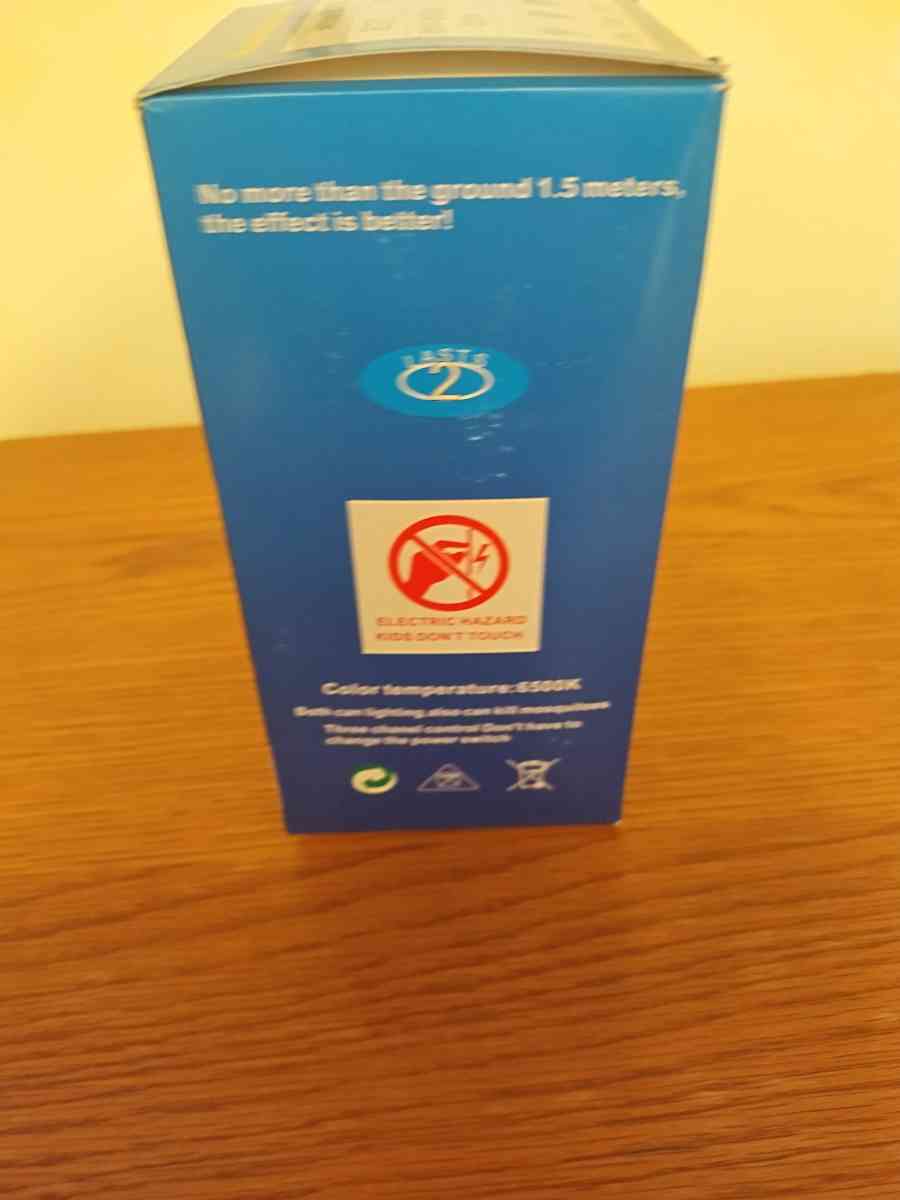 No more than the ground 1.5 meters,
the effect is better!
LASTS
2
ELECTRIC HAZARD
KIDS DON'T TOUCH
Color temperature:6500K
Both can lighting also can kill mosquitoes
Three control Don't have to
change the power switch